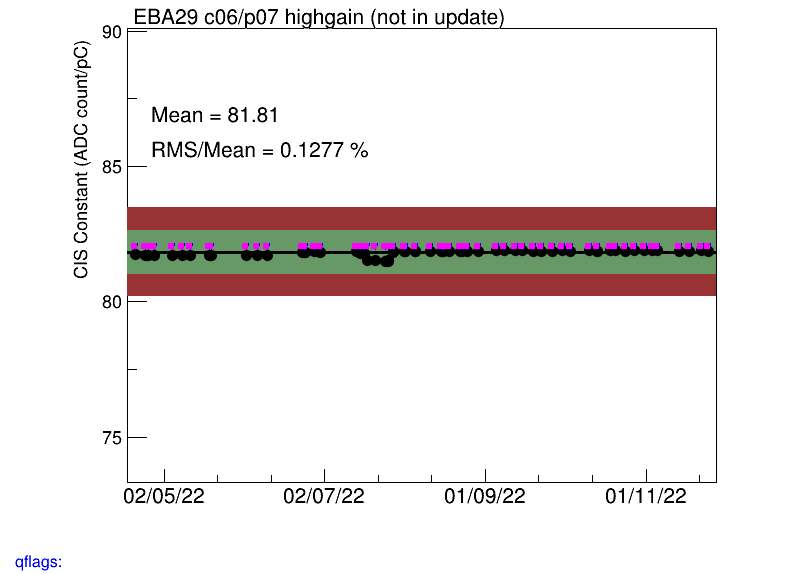 EBA29 c06/p07 highgain (not in update)
CIS Constant (ADC count/pC)
90
85
80
75
Mean = 81.81
RMS/Mean = 0.1277 %
02/05/22 02/07/22 01/09/22 01/11/22
qflags: